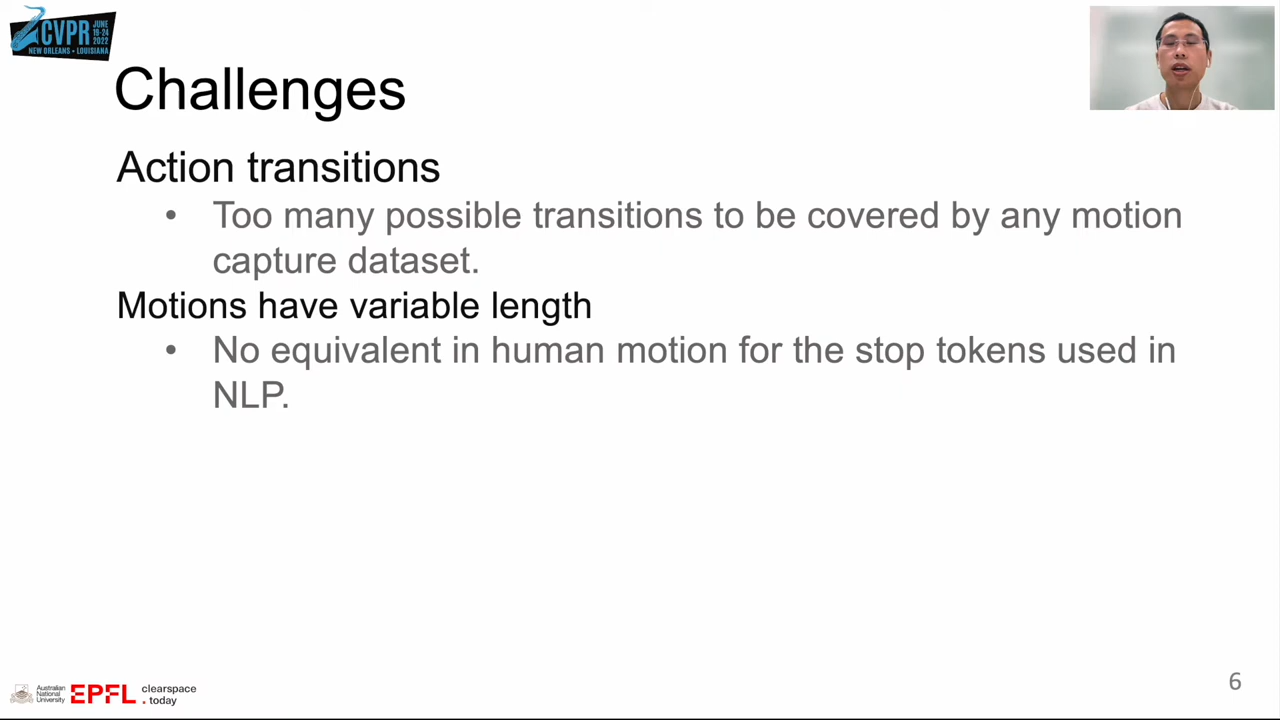 CVPR
JUNE
19-24
2022
NEW ORLEANS • LOUISIANA
Challenges
Action transitions
• Too many possible transitions to be covered by any motion
capture dataset.
Motions have variable length
• No equivalent in human motion for the stop tokens used in
NLP.
Australian
National
University
EPFL
clearspace
. today
6